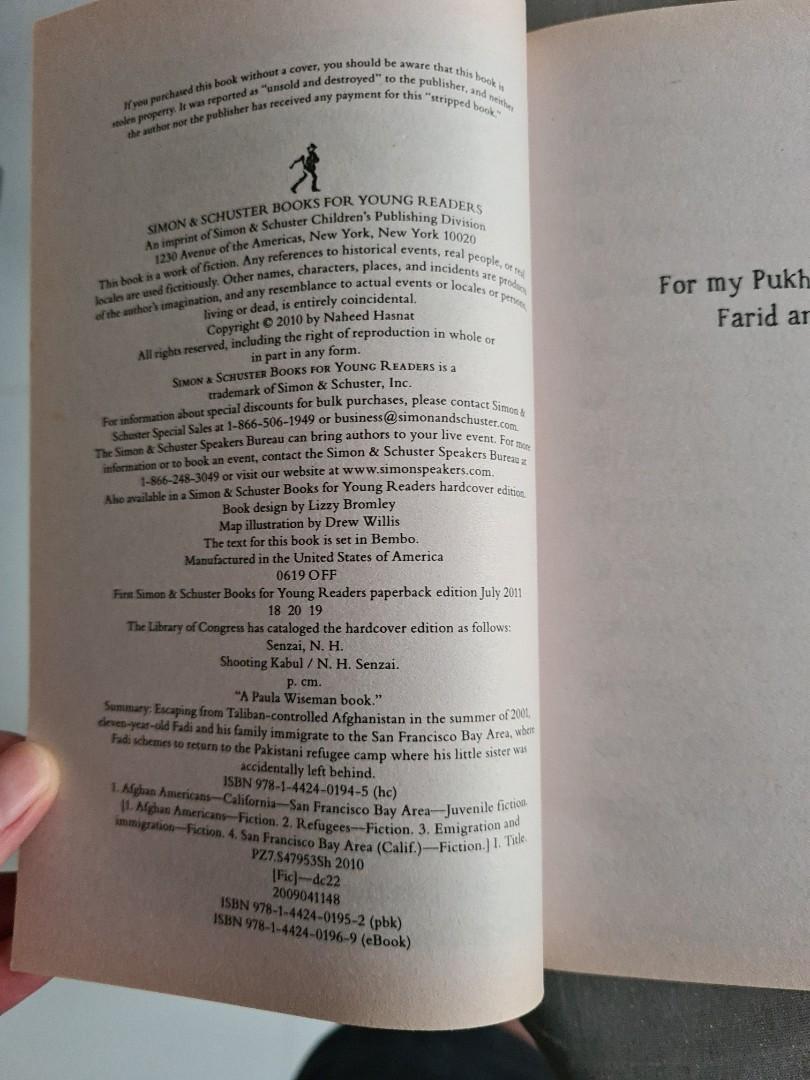 If you purchased this book without a cover, you should be aware that this book is
stolen property. It was reported as “unsold and destroyed” to the publisher, and neither
the author nor the publisher has received any payment for this “stripped book.”
SIMON & SCHUSTER BOOKS FOR YOUNG READERS
An imprint of Simon & Schuster Children’s Publishing Division
1230 Avenue of the Americas, New York, New York 10020
This book is a work of fiction. Any references to historical events, real people, or real
locales are used fictitiously. Other names, characters, places, and incidents are products
of the author’s imagination, and any resemblance to actual events or locales or persons,
living or dead, is entirely coincidental.
Copyright © 2010 by Naheed Hasnat
All rights reserved, including the right of reproduction in whole or
in part in any form.
SIMON & SCHUSTER BOOKS FOR YOUNG READERS is a
trademark of Simon & Schuster, Inc.
For information about special discounts for bulk purchases, please contact Simon &
Schuster Special Sales at 1-866-506-1949 or business@simonandschuster.com.
The Simon & Schuster Speakers Bureau can bring authors to your live event. For more
information or to book an event, contact the Simon & Schuster Speakers Bureau at
1-866-248-3049 or visit our website at www.simonspeakers.com.
Also available in a Simon & Schuster Books for Young Readers hardcover edition.
Book design by Lizzy Bromley
Map illustration by Drew Willis
The text for this book is set in Bembo.
Manufactured in the United States of America
0619 OFF
First Simon & Schuster Books for Young Readers paperback edition July 2011
18 20 19
The Library of Congress has cataloged the hardcover edition as follows:
Senzai, N. H.
Shooting Kabul / N. H. Senzai.
p. cm.
“A Paula Wiseman book.”
Summary: Escaping from Taliban-controlled Afghanistan in the summer of 2001,
eleven-year-old Fadi and his family immigrate to the San Francisco Bay Area, where
Fadi schemes to return to the Pakistani refugee camp where his little sister was
accidentally left behind.
ISBN 978-1-4424-0194-5 (hc)
1. Afghan Americans—California—San Francisco Bay Area—Juvenile fiction.
[1. Afghan Americans—Fiction. 2. Refugees—Fiction. 3. Emigration and
immigration—Fiction. 4. San Francisco Bay Area (Calif.)—Fiction.] I. Title.
PZ7.S47953Sh 2010
[Fic]—dc22
2009041148
ISBN 978-1-4424-0195-2 (pbk)
ISBN 978-1-4424-0196-9 (eBook)
For my Pukh
Farid an